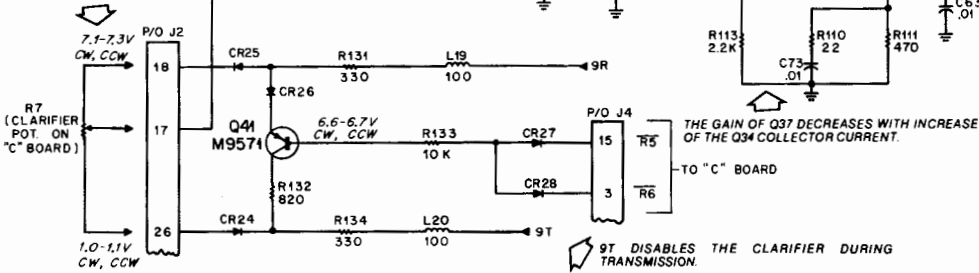 P/O J2
7.1-7.3V
CW, CCW
18
17
26
R7
(CLARIFIER
POT. ON
"C" BOARD)
1.0-1.1V
CW, CCW
CR25
R131
330
L19
100
9R
CR26
Q41
M9571
6.6-6.7V
CW, CCW
R133
10 K
CR27
CR28
R132
820
CR24
R134
330
L20
100
9T
P/O J4
15
3
R5
R6
TO "C" BOARD
R113
2.2K
R110
22
C73
.01
R111
470
C63
.01
THE GAIN OF Q37 DECREASES WITH INCREASE
OF THE Q34 COLLECTOR CURRENT.
9T DISABLES THE CLARIFIER DURING
TRANSMISSION.